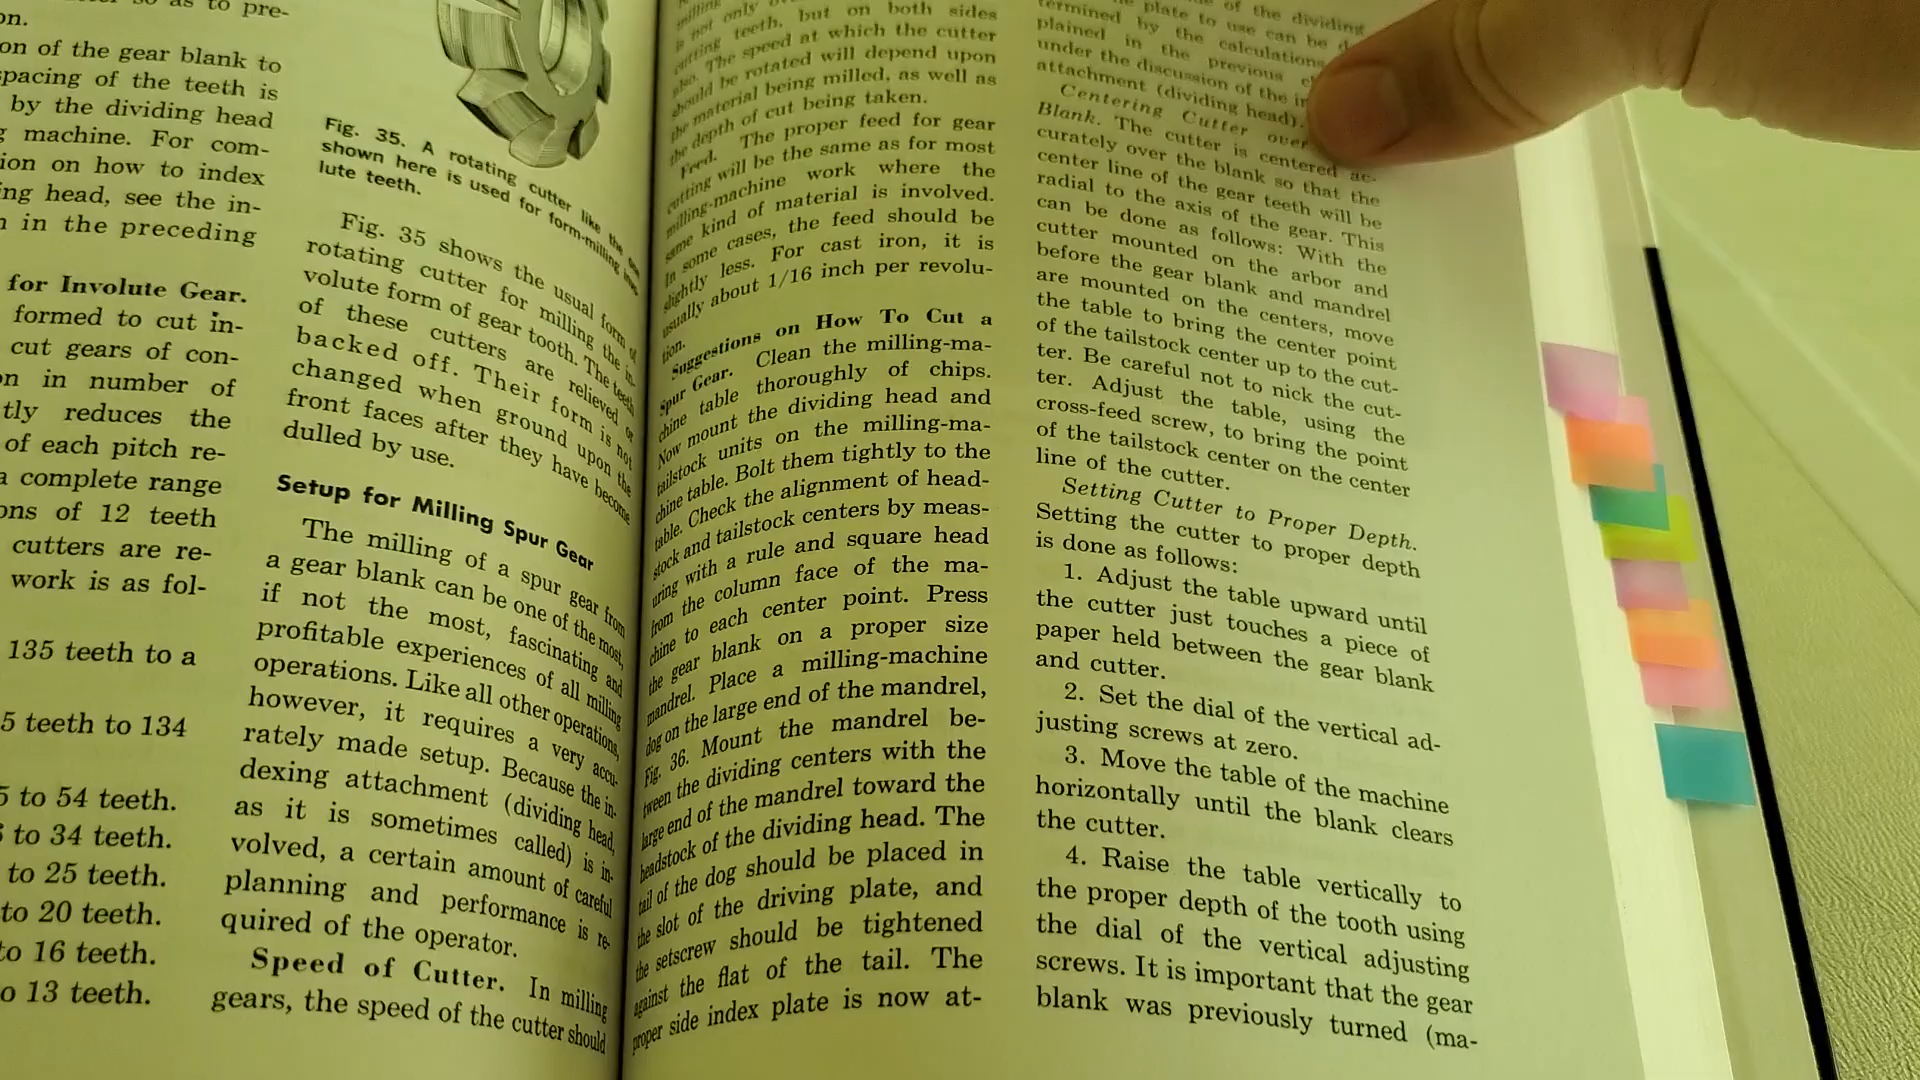 so as to pre-
on.
on of the gear blank to
spacing of the teeth is
by the dividing head
g machine. For com-
ion on how to index
ing head, see the in-
n in the preceding
for Involute Gear.
formed to cut in-
cut gears of con-
on in number of
tly reduces the
of each pitch re-
a complete range
ons of 12 teeth
cutters are re-
work is as fol-
135 teeth to a
5 teeth to 134
5 to 54 teeth.
to 34 teeth.
to 25 teeth.
to 20 teeth.
to 16 teeth.
o 13 teeth.
Fig. 35. A rotating cutter like the one
shown here is used for form-milling invo-
lute teeth.
Fig. 35 shows the usual form of
rotating cutter for milling the in-
volute form of gear tooth. The teeth
of these cutters are relieved or
backed off. Their form is not
changed when ground upon the
front faces after they have become
dulled by use.
Setup for Milling Spur Gear
The milling of a spur gear from
a gear blank can be one of the most,
if not the most, fascinating and
profitable experiences of all milling
operations. Like all other operations,
however, it requires a very accu-
rately made setup. Because the in-
dexing attachment (dividing head,
as it is sometimes called) is in-
volved, a certain amount of careful
planning and performance is re-
quired of the operator.
Speed of Cutter. In milling
gears, the speed of the cutter should
milling
is not only
cutting teeth, but on both sides
also. The speed at which the cutter
should be rotated will depend upon
the material being milled, as well as
the depth of cut being taken.
Feed. The proper feed for gear
cutting will be the same as for most
milling-machine work where the
same kind of material is involved.
In some cases, the feed should be
slightly less. For cast iron, it is
usually about 1/16 inch per revolu-
tion.
Suggestions on How To Cut a
Spur Gear. Clean the milling-ma-
chine table thoroughly of chips.
Now mount the dividing head and
tailstock units on the milling-ma-
chine table. Bolt them tightly to the
table. Check the alignment of head-
stock and tailstock centers by meas-
uring with a rule and square head
from the column face of the ma-
chine to each center point. Press
the gear blank on a proper size
mandrel. Place a milling-machine
dog on the large end of the mandrel,
Fig. 36. Mount the mandrel be-
tween the dividing centers with the
large end of the mandrel toward the
headstock of the dividing head. The
tail of the dog should be placed in
the slot of the driving plate, and
the setscrew should be tightened
against the flat of the tail. The
proper side index plate is now at-
of the dividing
plate to use can be
termined by the calculations
plained in the previous
under the discussion of the
attachment (dividing head).
Centering Cutter over
Blank. The cutter is centered ac-
curately over the blank so that the
center line of the gear teeth will be
radial to the axis of the gear. This
can be done as follows: With the
cutter mounted on the arbor and
before the gear blank and mandrel
are mounted on the centers, move
the table to bring the center point
of the tailstock center up to the cut-
ter. Be careful not to nick the cut-
ter. Adjust the table, using the
cross-feed screw, to bring the point
of the tailstock center on the center
line of the cutter.
Setting Cutter to Proper Depth.
Setting the cutter to proper depth
is done as follows:
1. Adjust the table upward until
the cutter just touches a piece of
paper held between the gear blank
and cutter.
2. Set the dial of the vertical ad-
justing screws at zero.
3. Move the table of the machine
horizontally until the blank clears
the cutter.
4. Raise the table vertically to
the proper depth of the tooth using
the dial of the vertical adjusting
screws. It is important that the gear
blank was previously turned (ma-